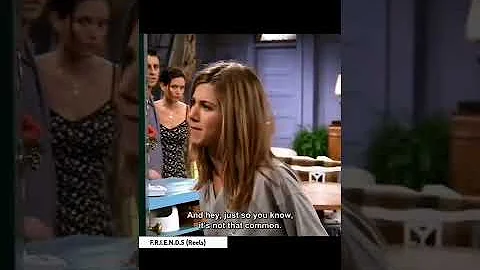 And hey, just so you know,
it's not that common.
F.R.I.E.N.D.S (Reels)